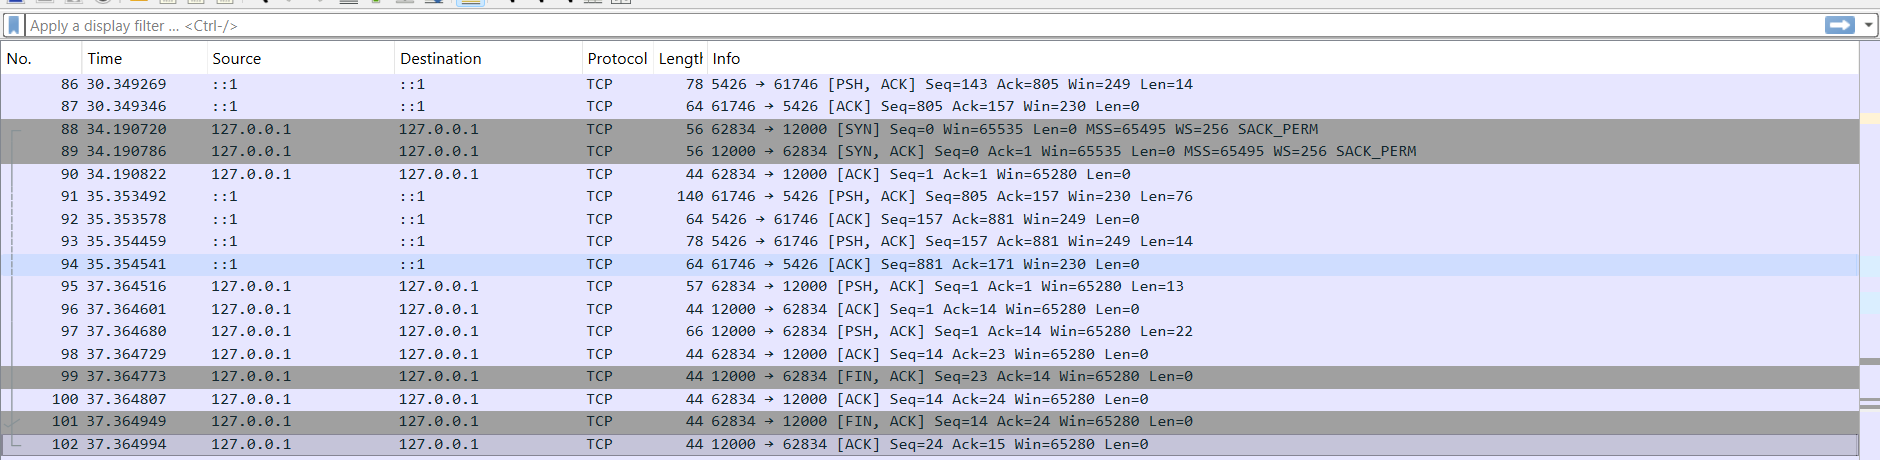 Apply a display filter ... <Ctrl-/>
No. Time Source Destination Protocol Lengtl Info
86 30.349269 ::1 ::1 TCP 78 5426 → 61746 [PSH, ACK] Seq=143 Ack=805 Win=249 Len=14
87 30.349346 ::1 ::1 TCP 64 61746 → 5426 [ACK] Seq=805 Ack=157 Win=230 Len=0
88 34.190720 127.0.0.1 127.0.0.1 TCP 56 62834 → 12000 [SYN] Seq=0 Win=65535 Len=0 MSS=65495 WS=256 SACK_PERM
89 34.190786 127.0.0.1 127.0.0.1 TCP 56 12000 → 62834 [SYN, ACK] Seq=0 Ack=1 Win=65535 Len=0 MSS=65495 WS=256 SACK_PERM
90 34.190822 127.0.0.1 127.0.0.1 TCP 44 62834 → 12000 [ACK] Seq=1 Ack=1 Win=65280 Len=0
91 35.353492 ::1 ::1 TCP 140 61746 → 5426 [PSH, ACK] Seq=805 Ack=157 Win=230 Len=76
92 35.353578 ::1 ::1 TCP 64 5426 → 61746 [ACK] Seq=157 Ack=881 Win=249 Len=0
93 35.354459 ::1 ::1 TCP 78 5426 → 61746 [PSH, ACK] Seq=157 Ack=881 Win=249 Len=14
94 35.354541 ::1 ::1 TCP 64 61746 → 5426 [ACK] Seq=881 Ack=171 Win=230 Len=0
95 37.364516 127.0.0.1 127.0.0.1 TCP 57 62834 → 12000 [PSH, ACK] Seq=1 Ack=1 Win=65280 Len=13
96 37.364601 127.0.0.1 127.0.0.1 TCP 44 12000 → 62834 [ACK] Seq=1 Ack=14 Win=65280 Len=0
97 37.364680 127.0.0.1 127.0.0.1 TCP 66 12000 → 62834 [PSH, ACK] Seq=1 Ack=14 Win=65280 Len=22
98 37.364729 127.0.0.1 127.0.0.1 TCP 44 62834 → 12000 [ACK] Seq=14 Ack=23 Win=65280 Len=0
99 37.364773 127.0.0.1 127.0.0.1 TCP 44 12000 → 62834 [FIN, ACK] Seq=23 Ack=14 Win=65280 Len=0
100 37.364807 127.0.0.1 127.0.0.1 TCP 44 62834 → 12000 [ACK] Seq=14 Ack=24 Win=65280 Len=0
101 37.364949 127.0.0.1 127.0.0.1 TCP 44 62834 → 12000 [FIN, ACK] Seq=14 Ack=24 Win=65280 Len=0
102 37.364994 127.0.0.1 127.0.0.1 TCP 44 12000 → 62834 [ACK] Seq=24 Ack=15 Win=65280 Len=0